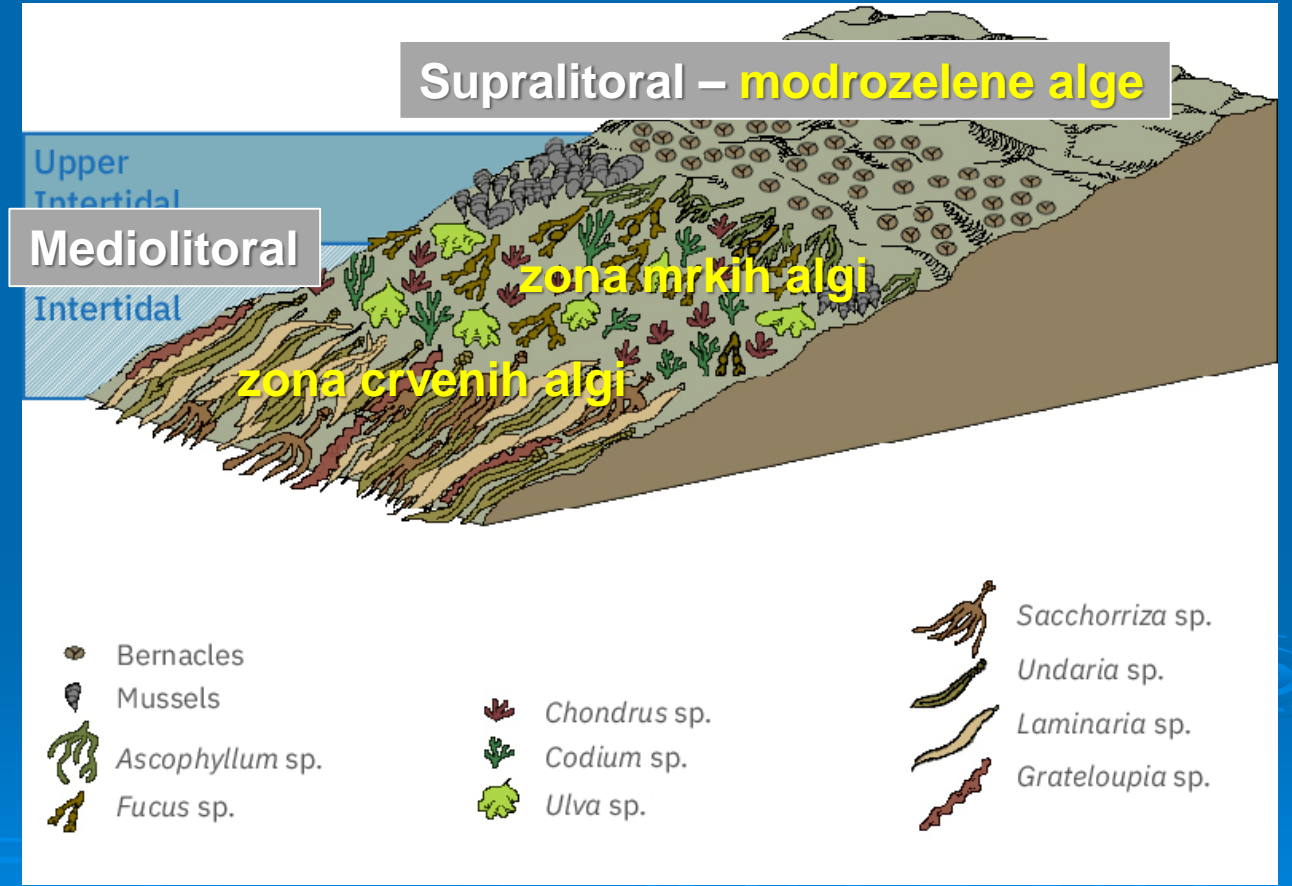 Supralitoral – modrozelene alge
Upper
Intertidal
Mediolitoral
Intertidal
zona mrkih algi
zona crvenih algi
Bernacles
Mussels
Ascophyllum sp.
Fucus sp.
Chondrus sp.
Codium sp.
Ulva sp.
Sacchorriza sp.
Undaria sp.
Laminaria sp.
Grateloupia sp.